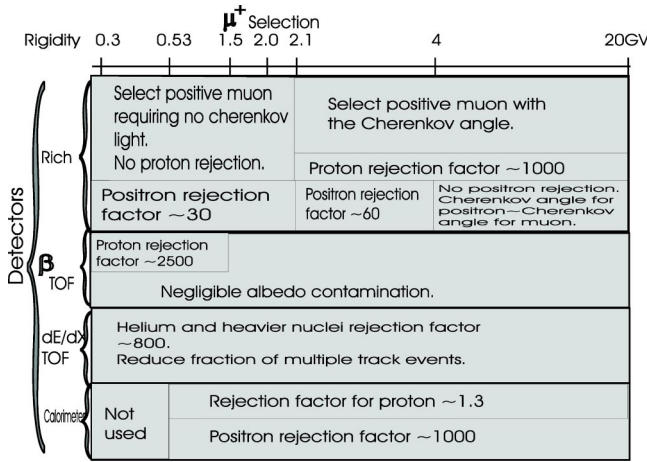 μ+ Selection
Rigidity 0.3 0.53 1.5 2.0 2.1 4 20GV
Detectors
Rich
Select positive muon
requiring no cherenkov
light.
No proton rejection.
Select positive muon with
the Cherenkov angle.
Proton rejection factor ~1000
Positron rejection
factor ~30
Positron rejection
factor ~60
No positron rejection.
Cherenkov angle for
positron~Cherenkov
angle for muon.
β
TOF
Proton rejection
factor ~2500
Negligible albedo contamination.
dE/dX
TOF
Helium and heavier nuclei rejection factor
~800.
Reduce fraction of multiple track events.
Calorimeter
Not
used
Rejection factor for proton ~1.3
Positron rejection factor ~1000